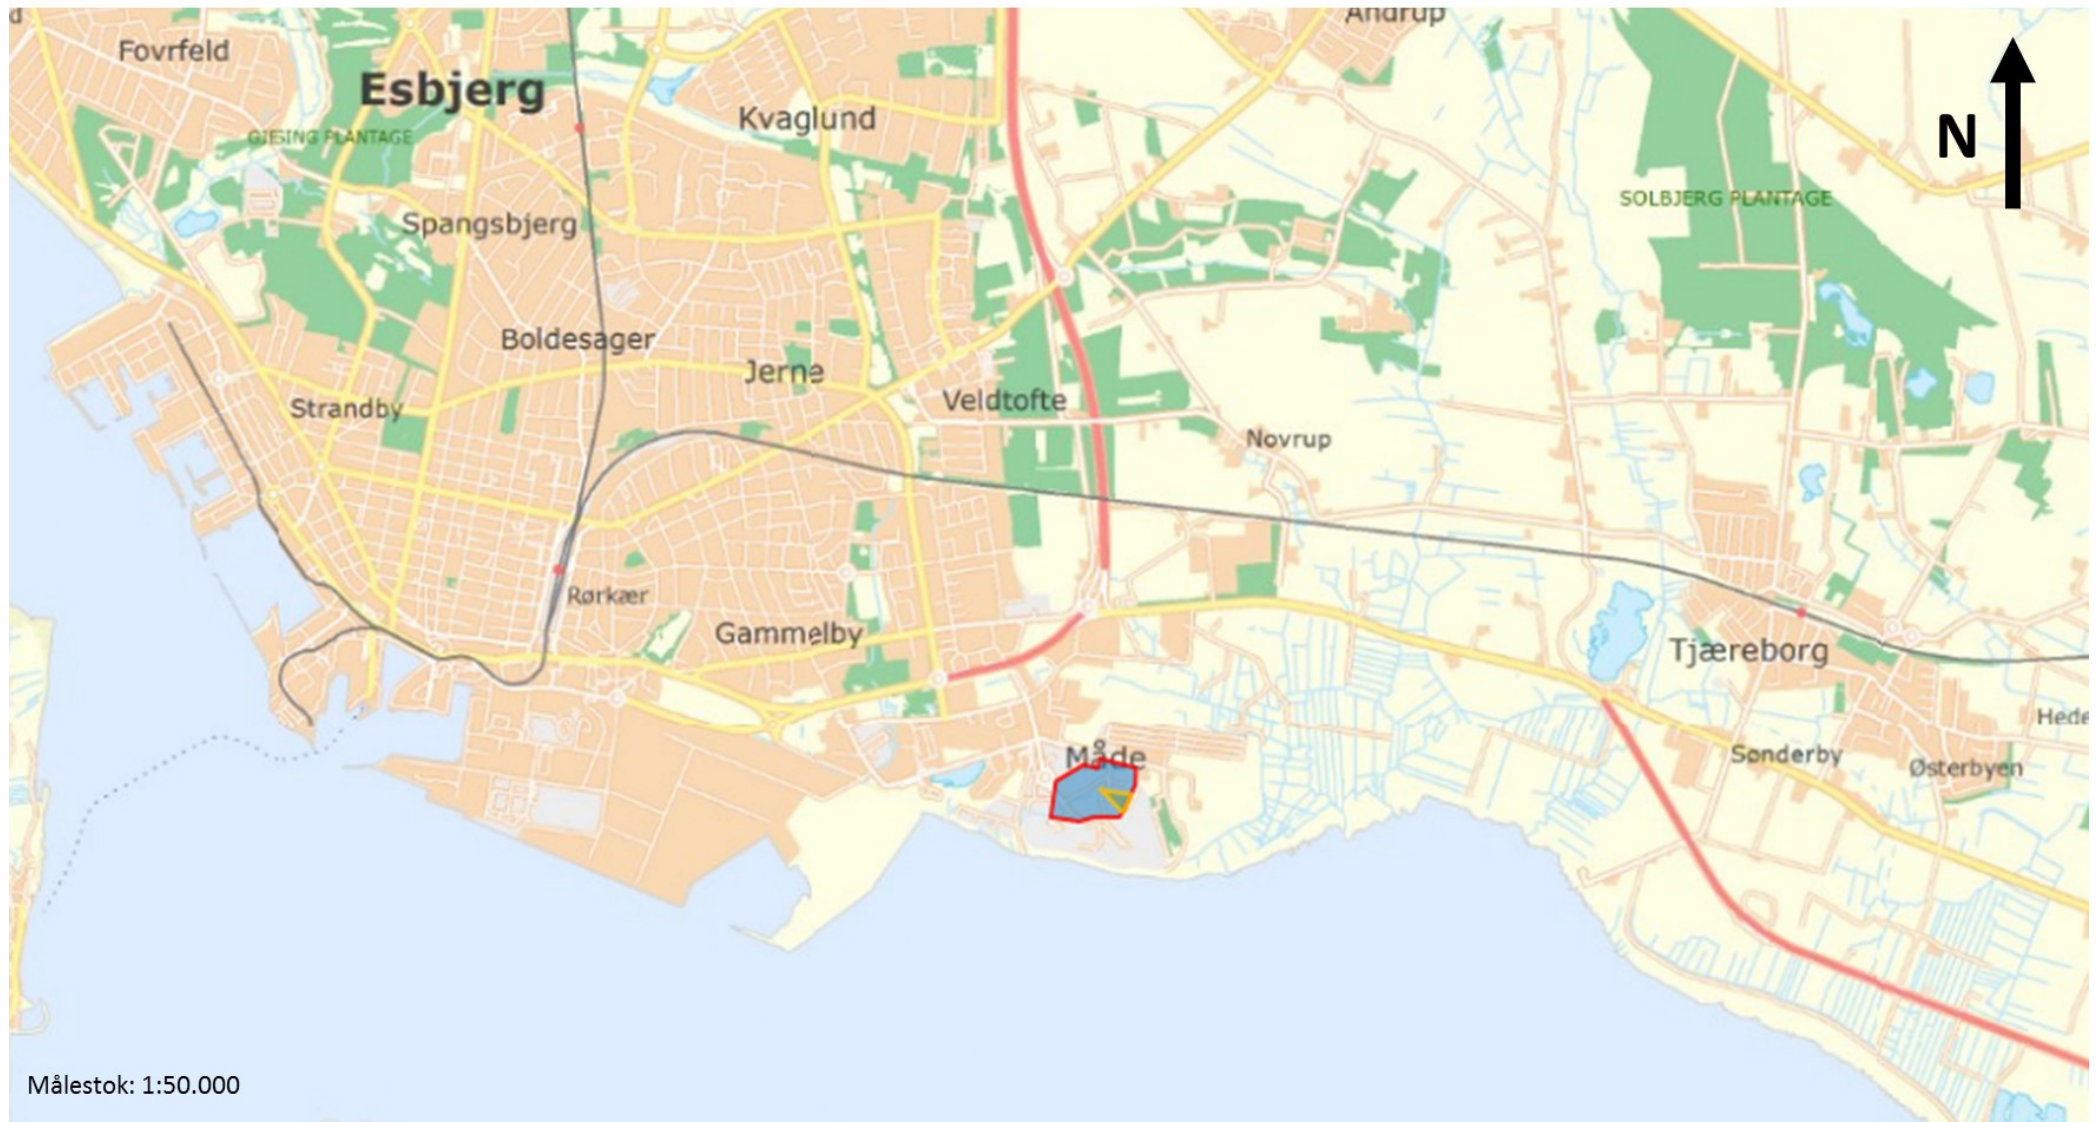 Andrup
Fovrfeld
Esbjerg
Kvaglund
N
GJESING PLANTAGE
SOLBJERG PLANTAGE
Spangsbjerg
Boldesager
Jerne
Veldtofte
Strandby
Novrup
Rørkær
Gammelby
Tjæreborg
Hede
Måde
Sønderby
Østerbyen
Målestok: 1:50.000